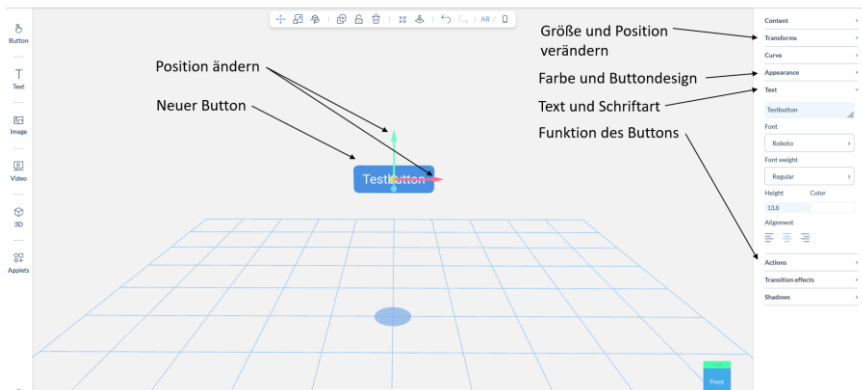 AR /
Button
Text
Image
Video
3D
Applets
Position ändern
Neuer Button
Testbutton
Größe und Position
verändern
Farbe und Buttondesign
Text und Schriftart
Funktion des Buttons
Content
Transforms
Curve
Appearance
Text
Testbutton
Font
Roboto
Font weight
Regular
Height Color
13.8
Alignment
Actions
Transition effects
Shadows
Front